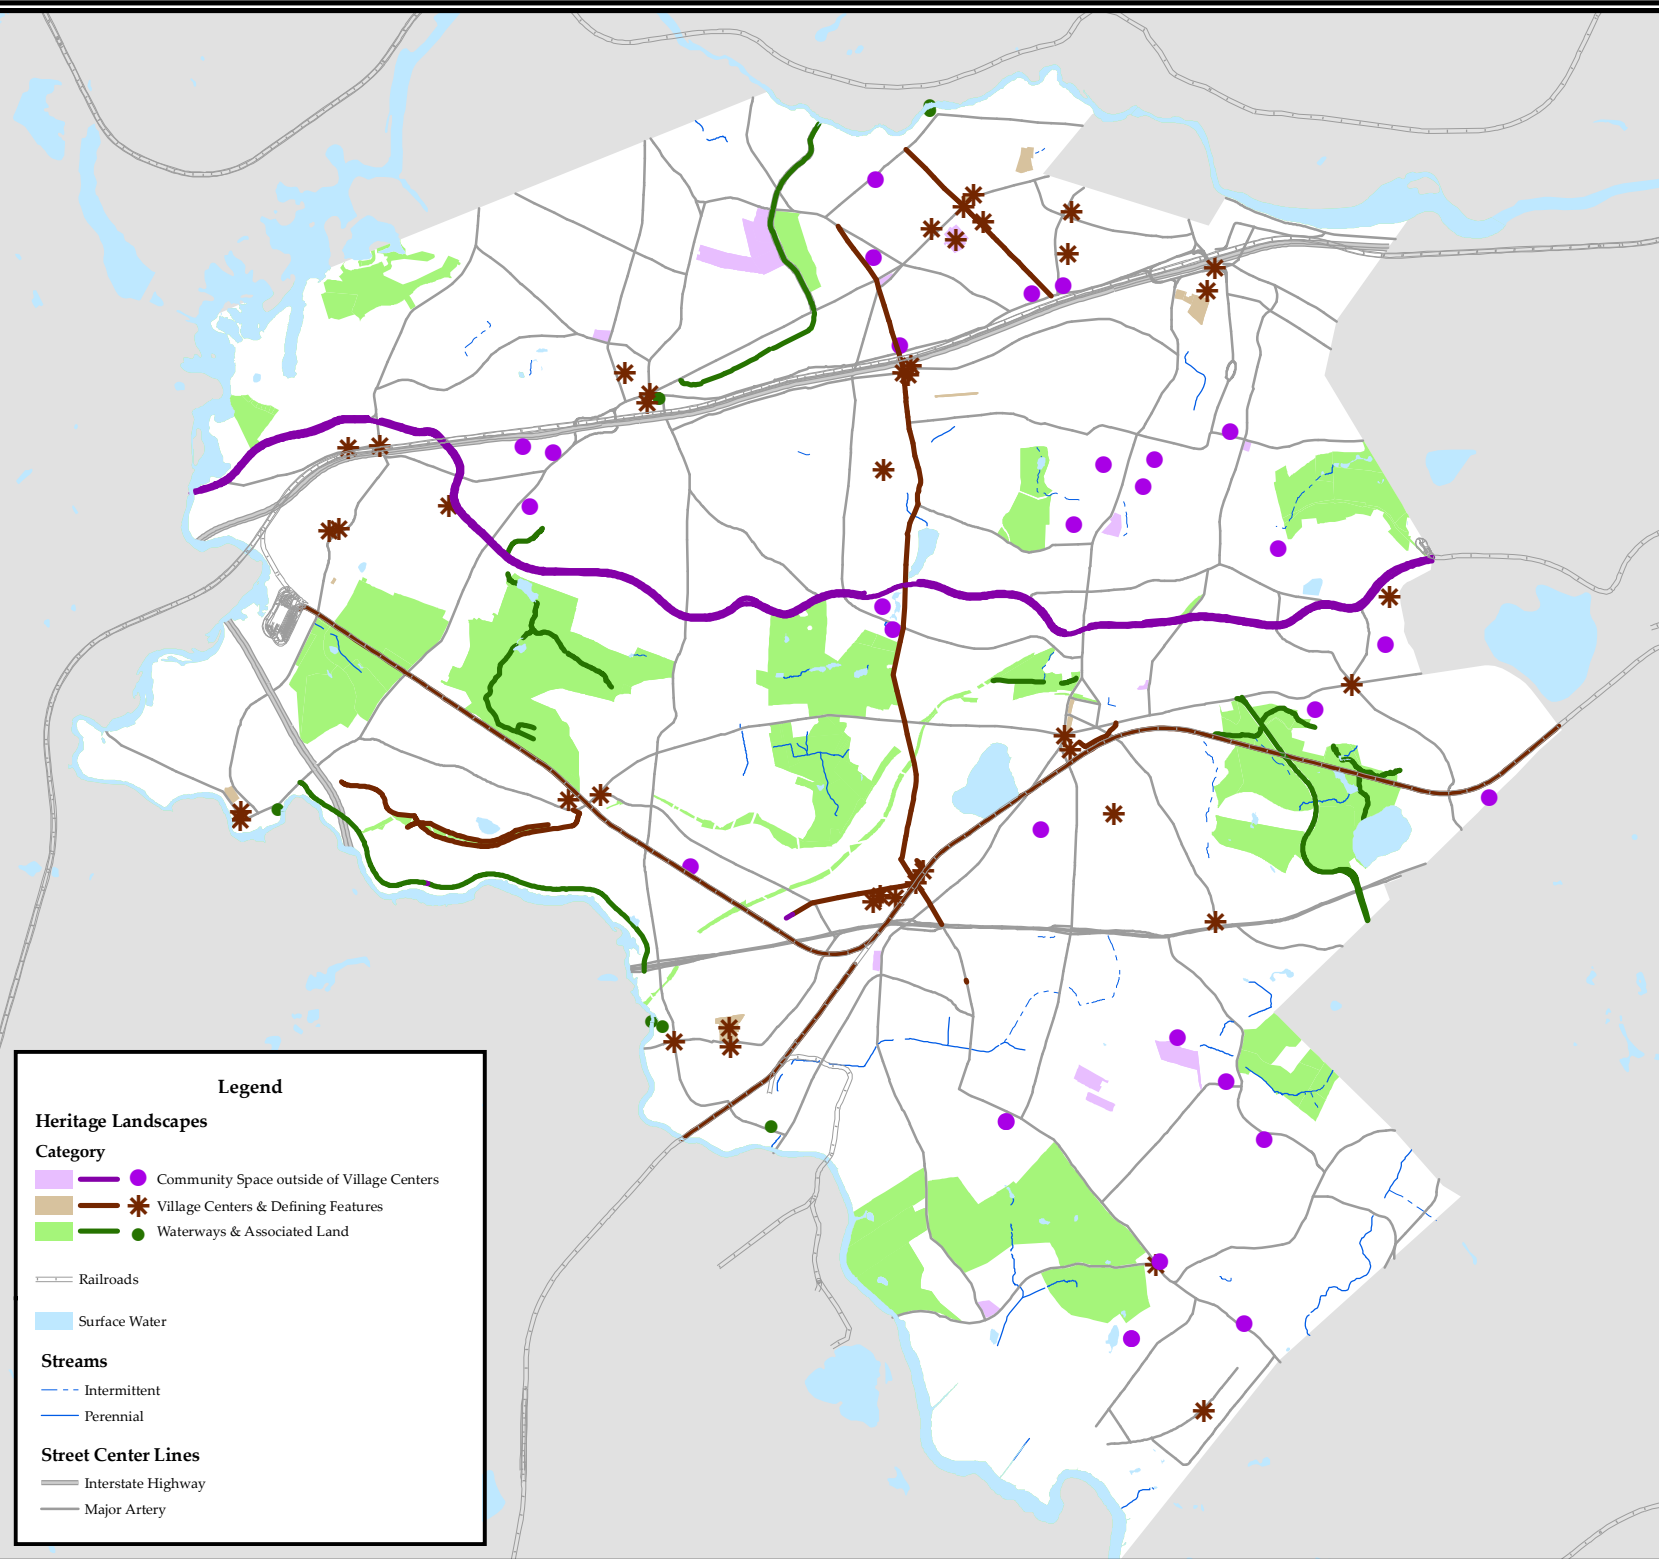 Legend
Heritage Landscapes
Category
Community Space outside of Village Centers
Village Centers & Defining Features
Waterways & Associated Land
Railroads
Surface Water
Streams
Intermittent
Perennial
Street Center Lines
Interstate Highway
Major Artery